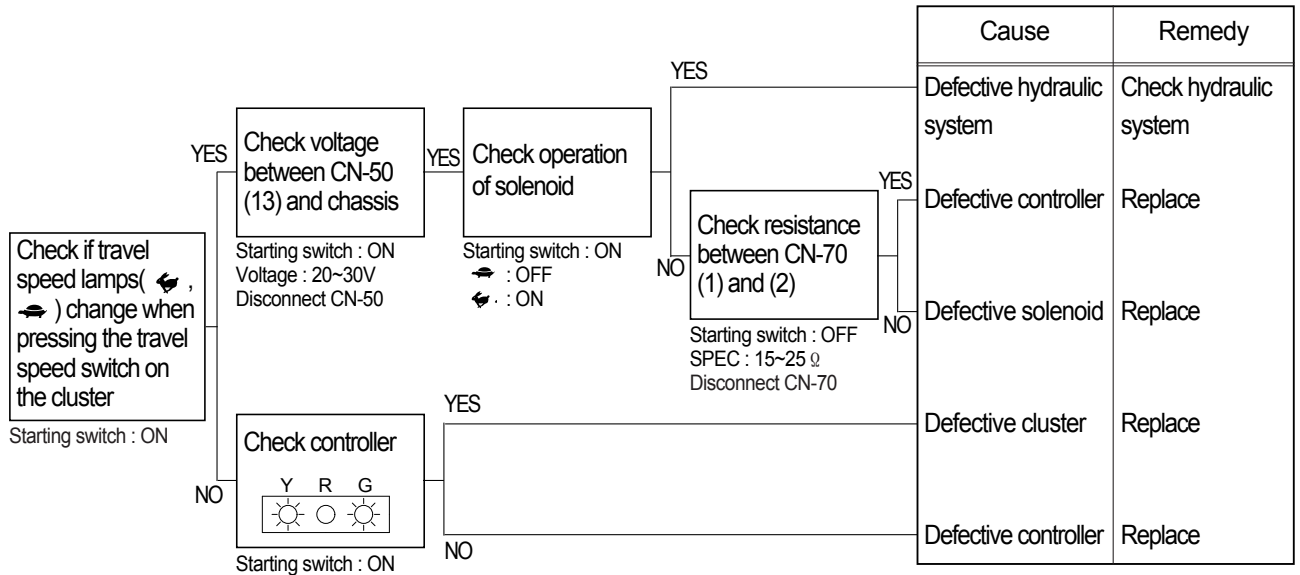 Check if travel
speed lamps( ,
) change when
pressing the travel
speed switch on
the cluster
Starting switch : ON
YES
Check voltage
between CN-50
(13) and chassis
Starting switch : ON
Voltage : 20~30V
Disconnect CN-50
YES
Check operation
of solenoid
Starting switch : ON
: OFF
: ON
YES
NO
Check resistance
between CN-70
(1) and (2)
Starting switch : OFF
SPEC : 15~25 Ω
Disconnect CN-70
YES
NO
NO
Check controller
Y R G
Starting switch : ON
YES
NO
Cause Remedy
Defective hydraulic Check hydraulic
system system
Defective controller Replace
Defective solenoid Replace
Defective cluster Replace
Defective controller Replace